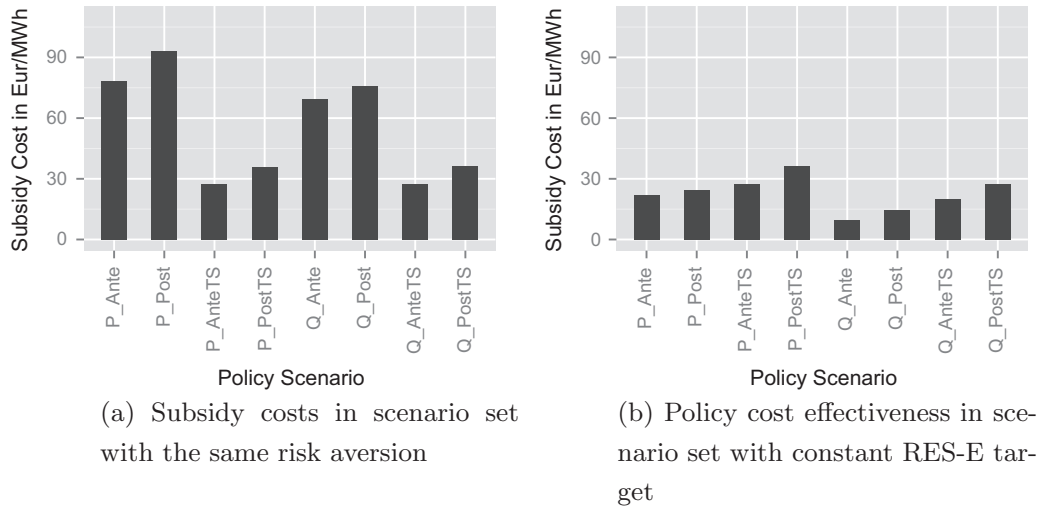 Subsidy Cost in Eur/MWh
90
60
30
0
P_Ante
P_Post
P_AnteTS
P_PostTS
Q_Ante
Q_Post
Q_AnteTS
Q_PostTS
Policy Scenario
(a) Subsidy costs in scenario set
with the same risk aversion
Subsidy Cost in Eur/MWh
90
60
30
0
P_Ante
P_Post
P_AnteTS
P_PostTS
Q_Ante
Q_Post
Q_AnteTS
Q_PostTS
Policy Scenario
(b) Policy cost effectiveness in sce-
nario set with constant RES-E tar-
get